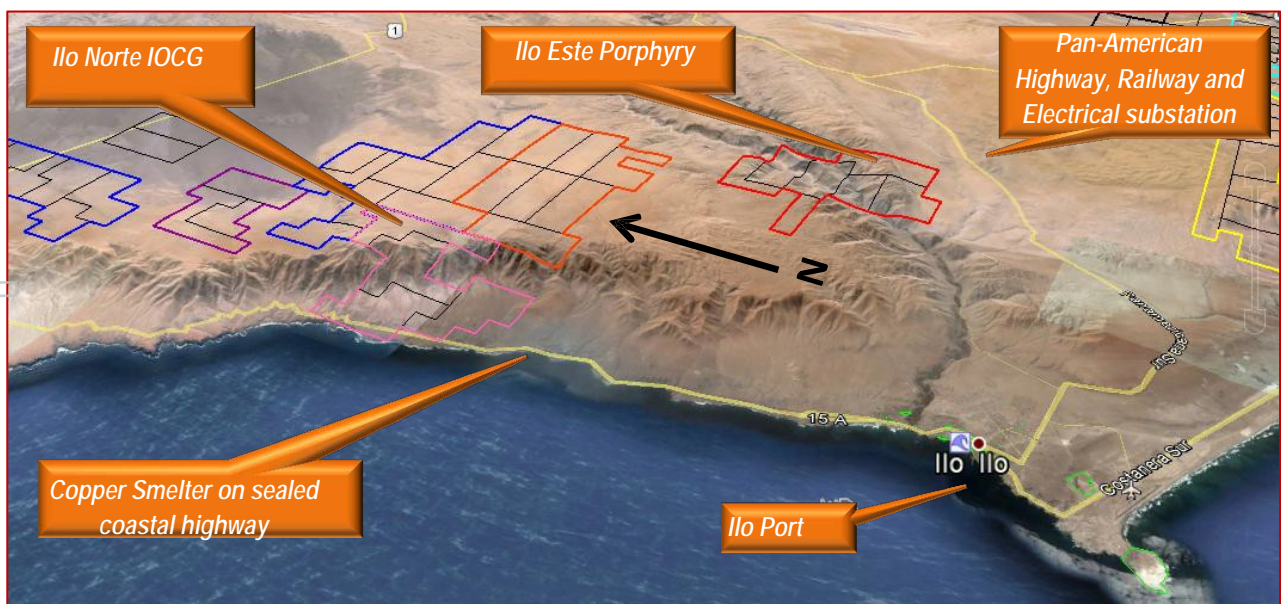 1
Ilo Norte IOCG
Ilo Este Porphyry
Pan-American
Highway, Railway and
Electrical substation
N
15 A
Ilo Ilo
Costanera Sur
Copper Smelter on sealed
coastal highway
Ilo Port